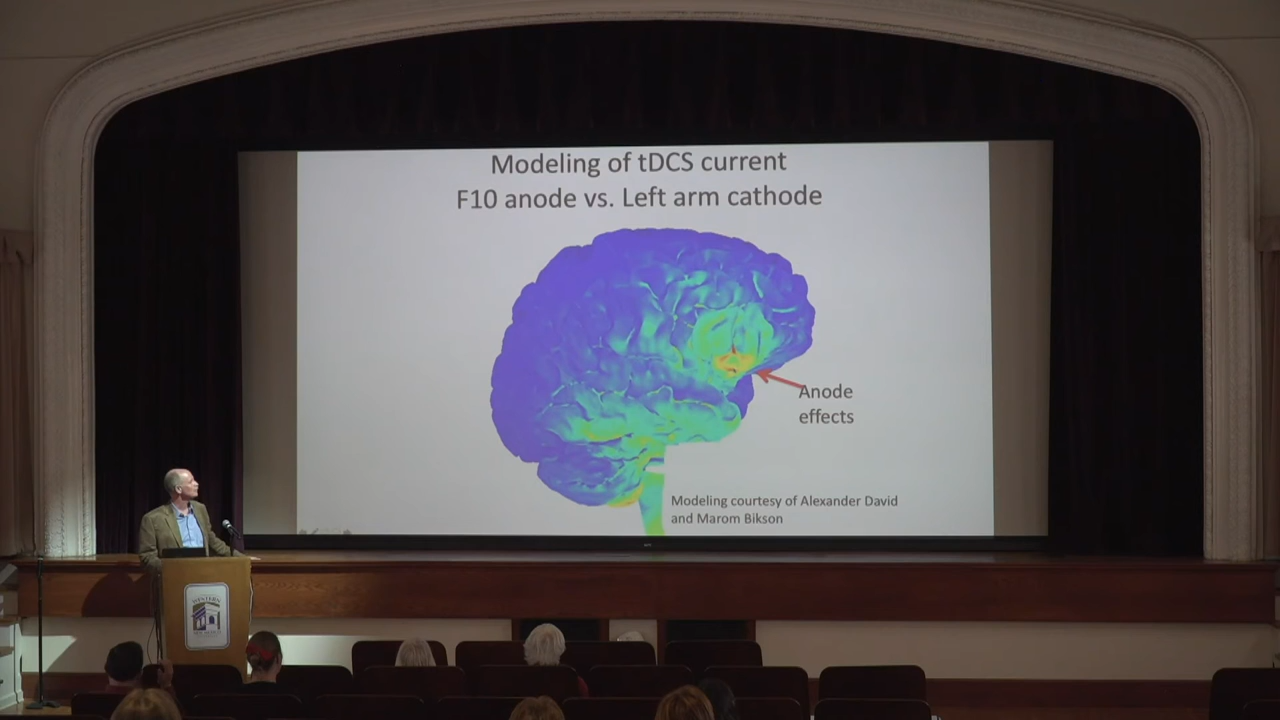 Modeling of tDCS current
F10 anode vs. Left arm cathode
Anode
effects
Modeling courtesy of Alexander David
and Marom Bikson
WESTERN